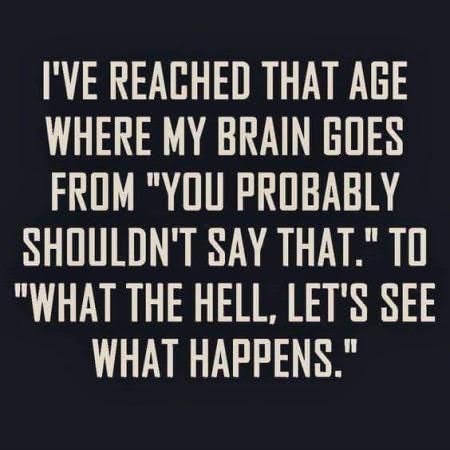 I'VE REACHED THAT AGE
WHERE MY BRAIN GOES
FROM "YOU PROBABLY
SHOULDN'T SAY THAT." TO
"WHAT THE HELL, LET'S SEE
WHAT HAPPENS."